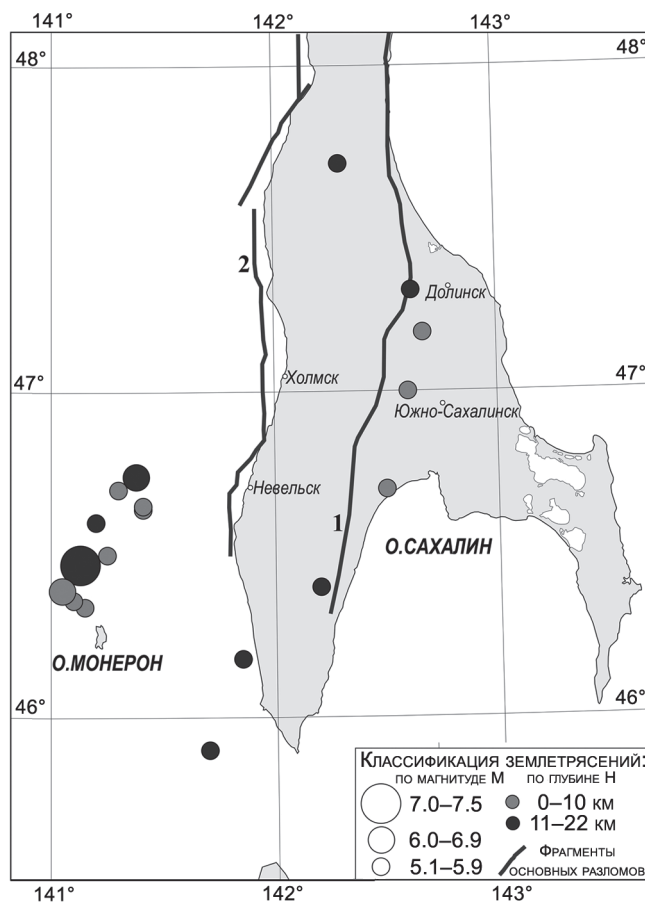 141° 142° 143°
48° 48°
2
Долинск
Холмск
47° 47°
Южно-Сахалинск
Невельск
1
О.САХАЛИН
О.МОНЕРОН
46° 46°
КЛАССИФИКАЦИЯ ЗЕМЛЕТРЯСЕНИЙ:
ПО МАГНИТУДЕ М ПО ГЛУБИНЕ Н
7.0–7.5 0–10 КМ
6.0–6.9 11–22 КМ
5.1–5.9 ФРАГМЕНТЫ
ОСНОВНЫХ РАЗЛОМОВ
141° 142° 143°